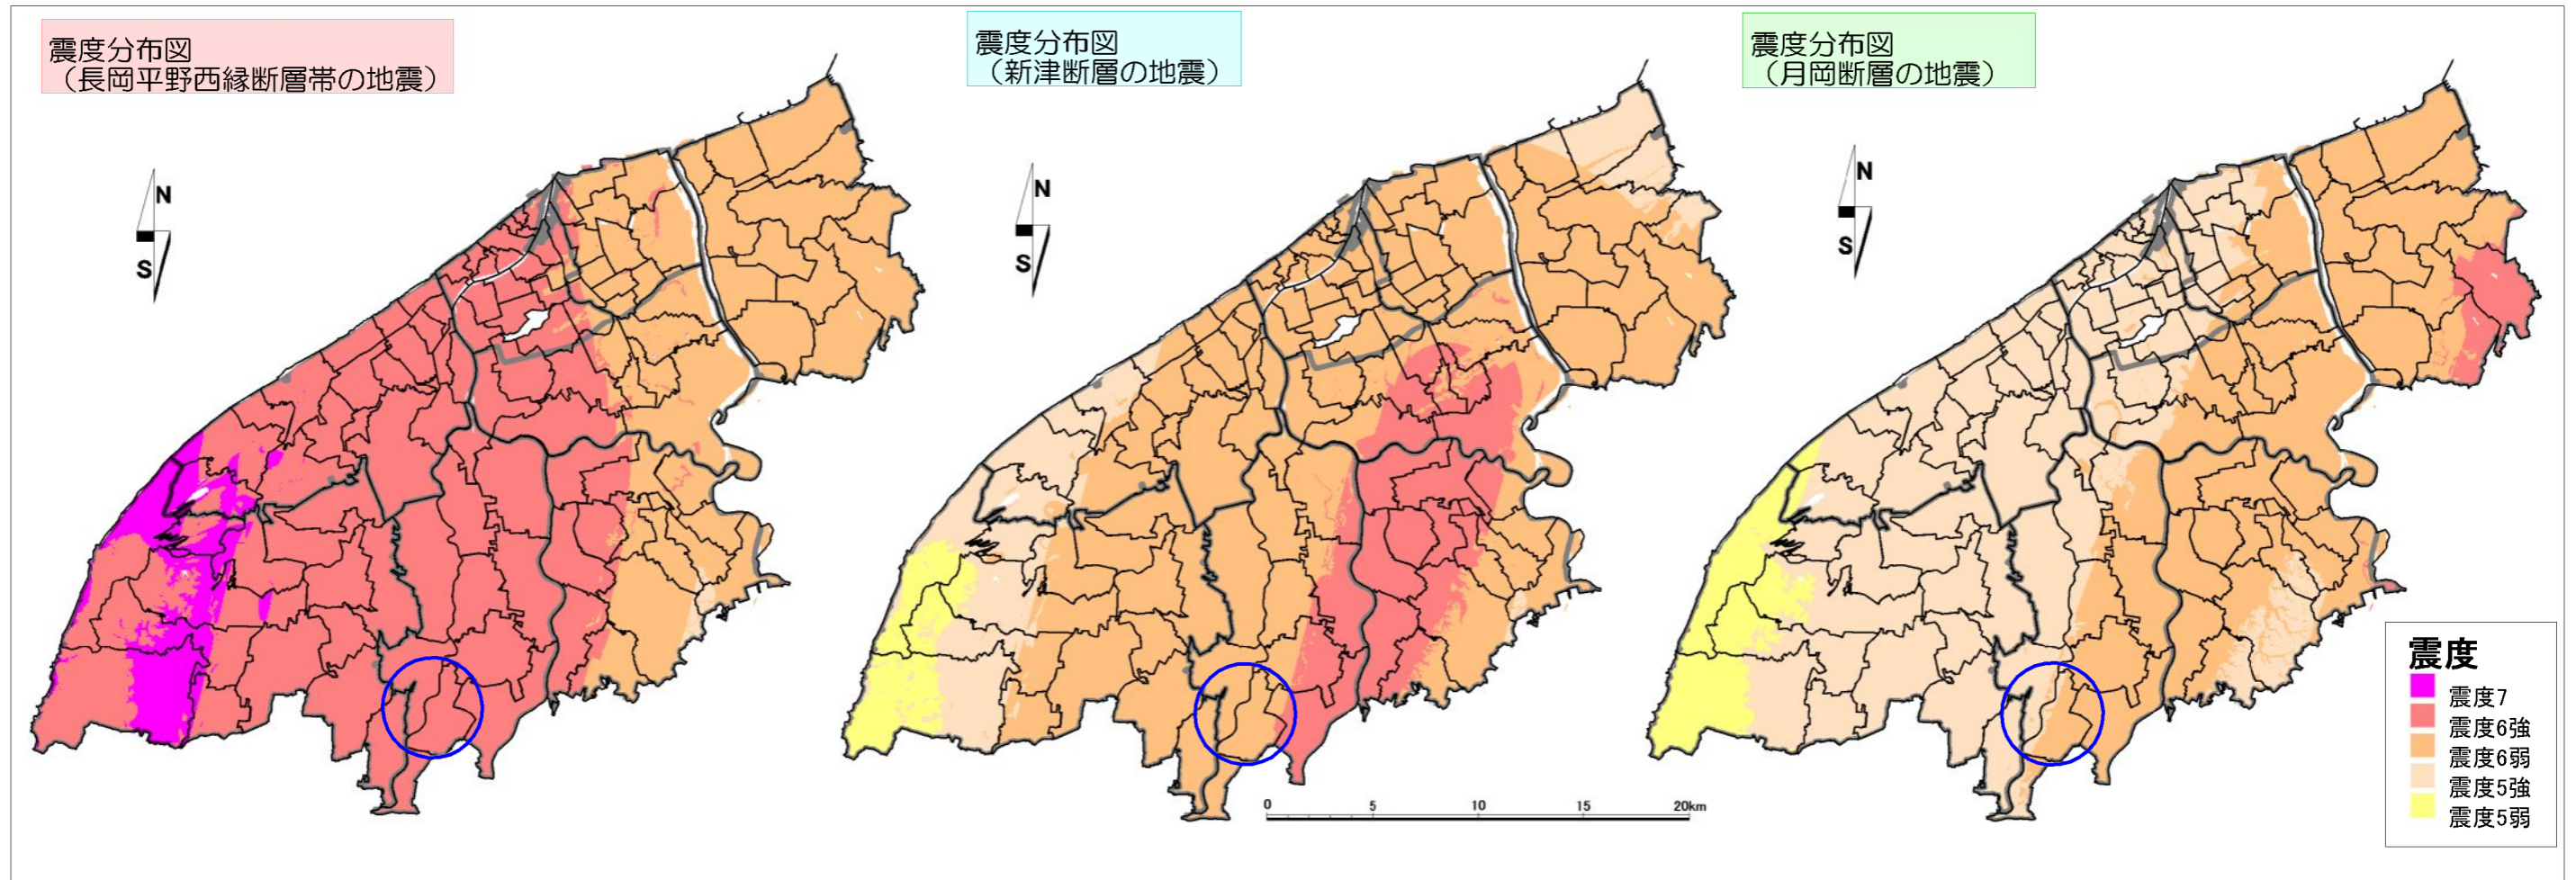 震度分布図
（長岡平野西縁断層帯の地震）
震度分布図
（新津断層の地震）
震度分布図
（月岡断層の地震）
N
S
N
S
N
S
0 5 10 15 20km
震度
震度7
震度6強
震度6弱
震度5強
震度5弱